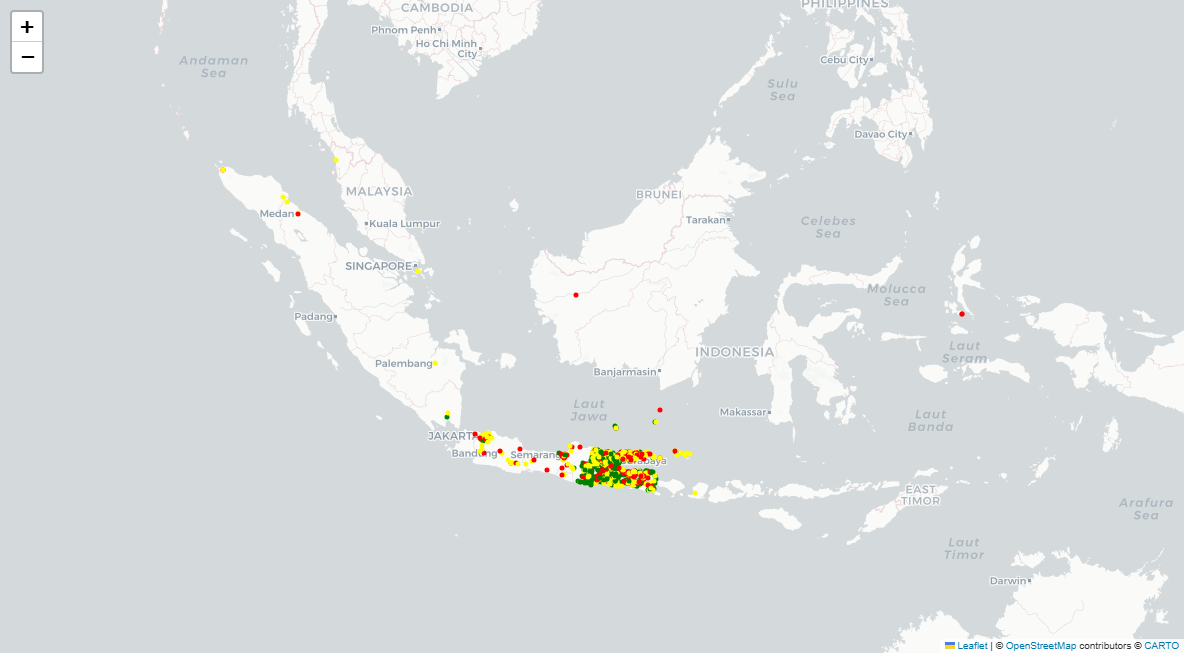 +
−
CAMBODIA
PHILIPPINES
Phnom Penh
Ho Chi Minh
City
Andaman
Sea
Cebu City
Sulu
Sea
Davao City
MALAYSIA
BRUNEI
Medan
Kuala Lumpur
Tarakan
Celebes
Sea
SINGAPORE
Molucca
Sea
Padang
Laut
Seram
INDONESIA
Palembang
Banjarmasin
Laut
Jawa
Makassar
Laut
Banda
JAKARTA
Bandung
Semarang
EAST
TIMOR
Arafura
Sea
Laut
Timor
Darwin
Leaflet | © OpenStreetMap contributors © CARTO